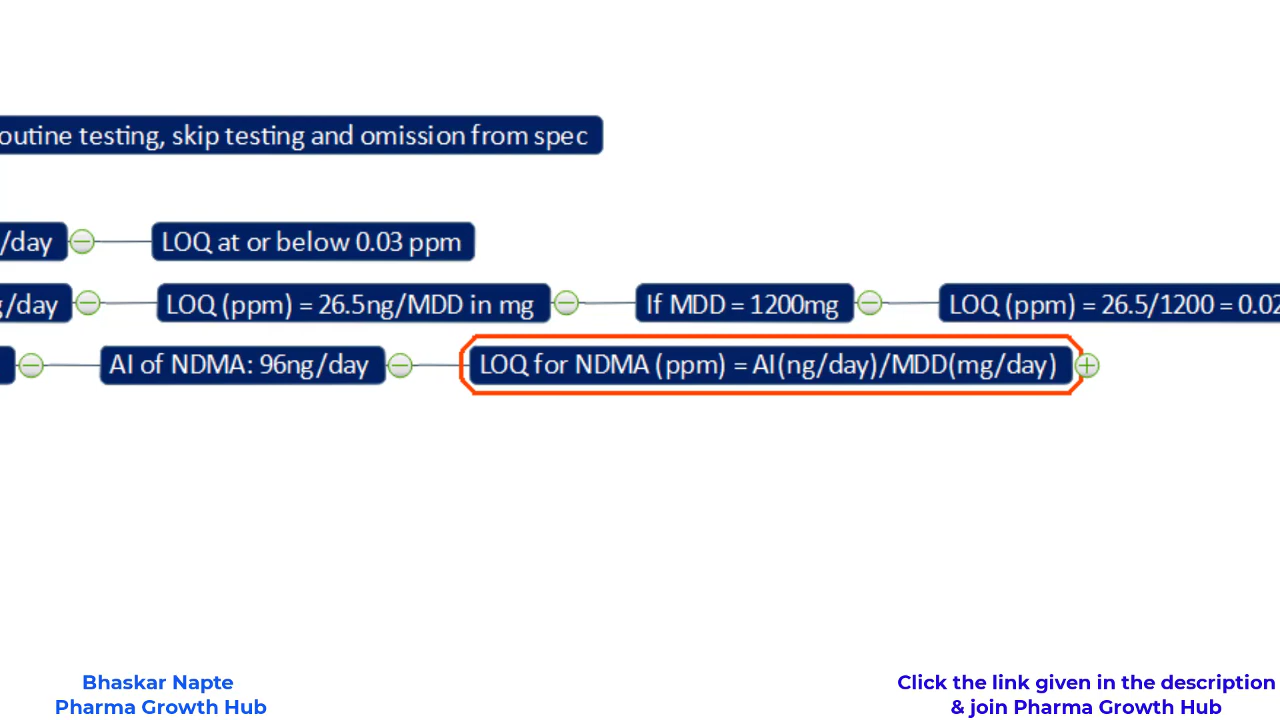 outine testing, skip testing and omission from spec
/day
LOQ at or below 0.03 ppm
g/day
LOQ (ppm) = 26.5ng/MDD in mg
If MDD = 1200mg
LOQ (ppm) = 26.5/1200 = 0.02
AI of NDMA: 96ng/day
LOQ for NDMA (ppm) = AI(ng/day)/MDD(mg/day)
Bhaskar Napte
Pharma Growth Hub
Click the link given in the description
& join Pharma Growth Hub